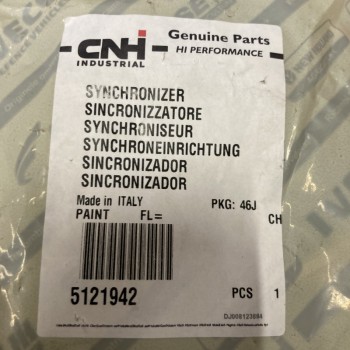 CNH
INDUSTRIAL
Genuine Parts
HI PERFORMANCE
SYNCHRONIZER
SINCRONIZZATORE
SYNCHRONISEUR
SYNCHRONEINRICHTUNG
SINCRONIZADOR
SINCRONIZADOR
Made in ITALY PKG: 46J
PAINT FL= CH
5121942 PCS 1